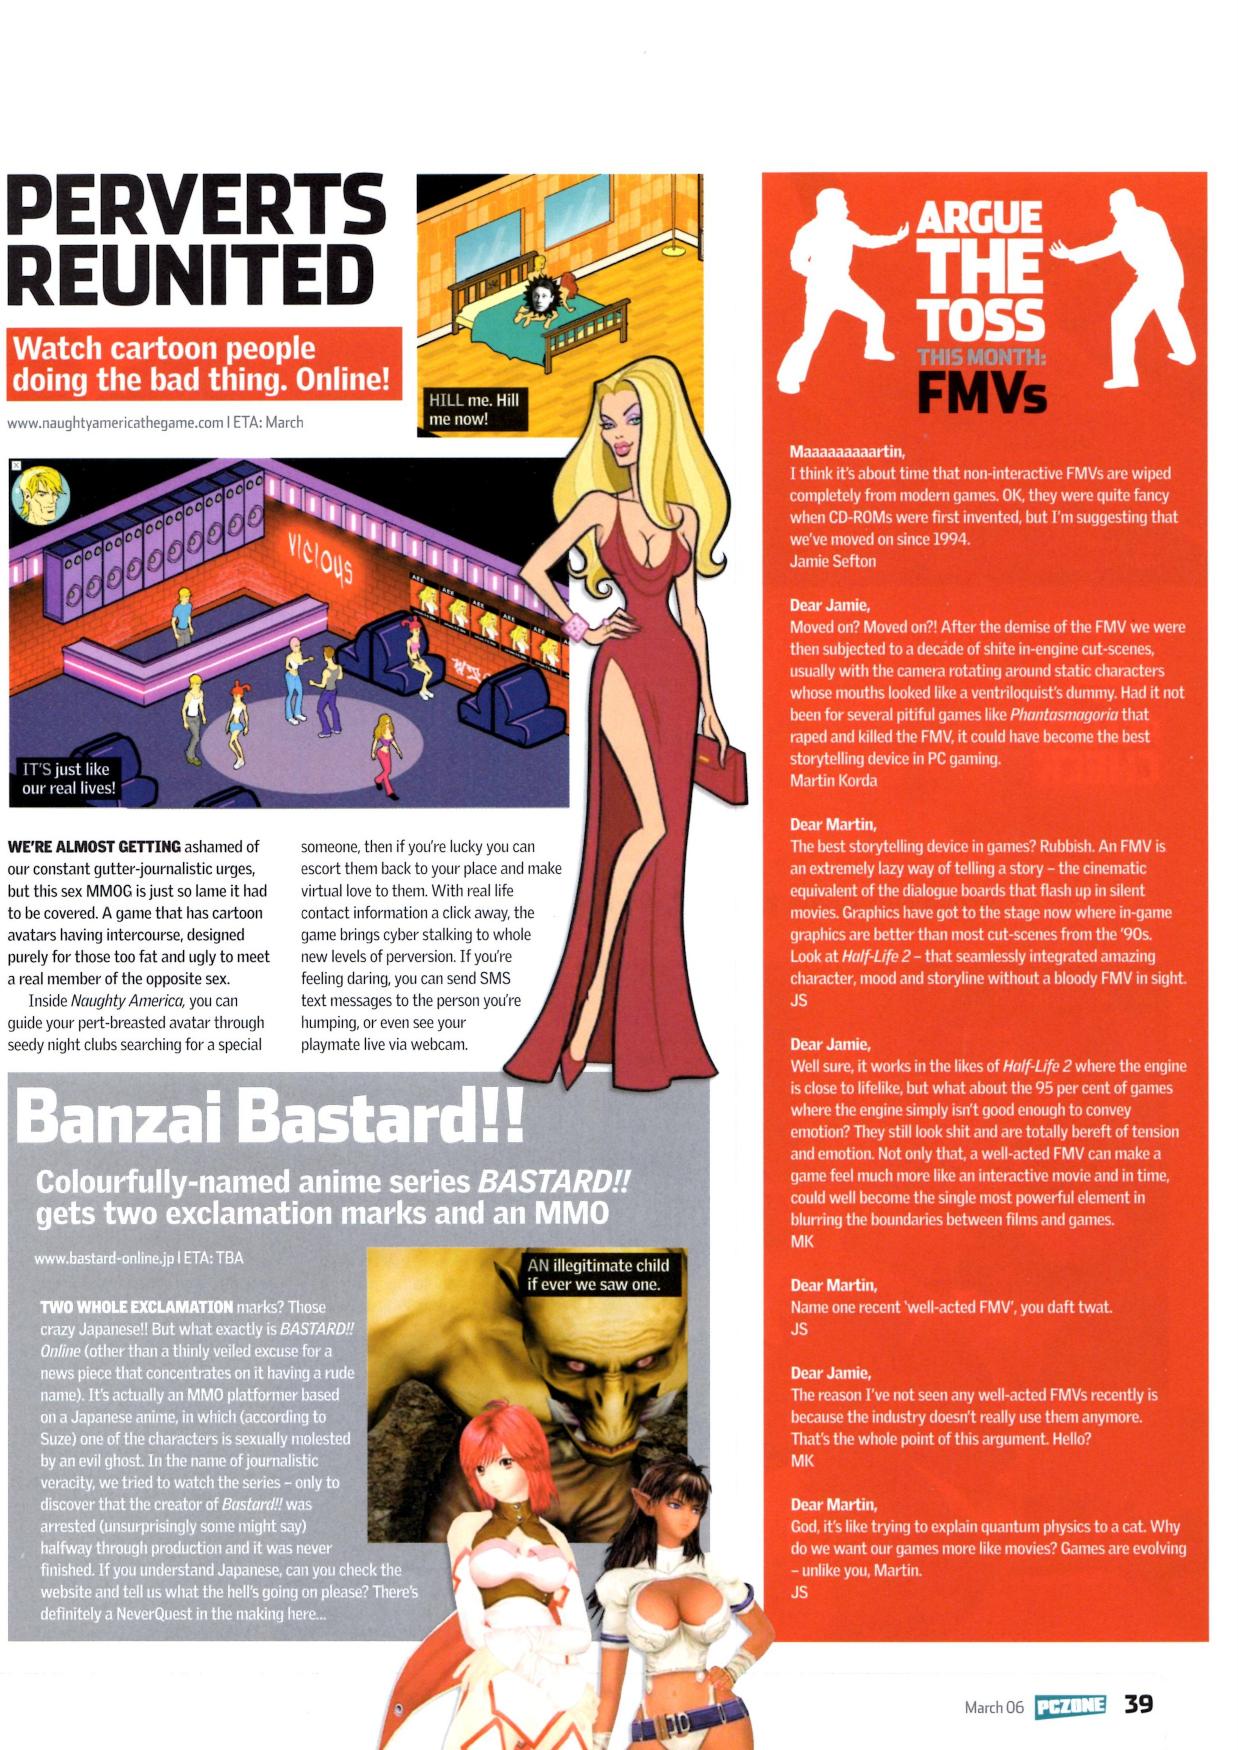 PERVERTS
REUNITED
Watch cartoon people
doing the bad thing. Online!
www.naughtyamericathegame.com | ETA: March
HILL me. Hill
me now!
VICIOUS
AEE
AEE
AEE
AEE
AEE
IT'S just like
our real lives!
WE'RE ALMOST GETTING ashamed of
our constant gutter-journalistic urges,
but this sex MMOG is just so lame it had
to be covered. A game that has cartoon
avatars having intercourse, designed
purely for those too fat and ugly to meet
a real member of the opposite sex.
Inside Naughty America, you can
guide your pert-breasted avatar through
seedy night clubs searching for a special
someone, then if you're lucky you can
escort them back to your place and make
virtual love to them. With real life
contact information a click away, the
game brings cyber stalking to whole
new levels of perversion. If you're
feeling daring, you can send SMS
text messages to the person you're
humping, or even see your
playmate live via webcam.
Banzai Bastard!!
Colourfully-named anime series BASTARD!!
gets two exclamation marks and an MMO
www.bastard-online.jp | ETA: TBA
AN illegitimate child
if ever we saw one.
TWO WHOLE EXCLAMATION marks? Those
crazy Japanese!! But what exactly is BASTARD!!
Online (other than a thinly veiled excuse for a
news piece that concentrates on it having a rude
name). It's actually an MMO platformer based
on a Japanese anime, in which (according to
Suze) one of the characters is sexually molested
by an evil ghost. In the name of journalistic
veracity, we tried to watch the series – only to
discover that the creator of Bastard!! was
arrested (unsurprisingly some might say)
halfway through production and it was never
finished. If you understand Japanese, can you check the
website and tell us what the hell's going on please? There's
definitely a NeverQuest in the making here...
ARGUE
THE
TOSS
THIS MONTH:
FMVs
Maaaaaaaaartin,
I think it's about time that non-interactive FMVs are wiped
completely from modern games. OK, they were quite fancy
when CD-ROMs were first invented, but I'm suggesting that
we've moved on since 1994.
Jamie Sefton
Dear Jamie,
Moved on? Moved on?! After the demise of the FMV we were
then subjected to a decade of shite in-engine cut-scenes,
usually with the camera rotating around static characters
whose mouths looked like a ventriloquist's dummy. Had it not
been for several pitiful games like Phantasmagoria that
raped and killed the FMV, it could have become the best
storytelling device in PC gaming.
Martin Korda
Dear Martin,
The best storytelling device in games? Rubbish. An FMV is
an extremely lazy way of telling a story – the cinematic
equivalent of the dialogue boards that flash up in silent
movies. Graphics have got to the stage now where in-game
graphics are better than most cut-scenes from the '90s.
Look at Half-Life 2 – that seamlessly integrated amazing
character, mood and storyline without a bloody FMV in sight.
JS
Dear Jamie,
Well sure, it works in the likes of Half-Life 2 where the engine
is close to lifelike, but what about the 95 per cent of games
where the engine simply isn't good enough to convey
emotion? They still look shit and are totally bereft of tension
and emotion. Not only that, a well-acted FMV can make a
game feel much more like an interactive movie and in time,
could well become the single most powerful element in
blurring the boundaries between films and games.
MK
Dear Martin,
Name one recent 'well-acted FMV', you daft twat.
JS
Dear Jamie,
The reason I've not seen any well-acted FMVs recently is
because the industry doesn't really use them anymore.
That's the whole point of this argument. Hello?
MK
Dear Martin,
God, it's like trying to explain quantum physics to a cat. Why
do we want our games more like movies? Games are evolving
– unlike you, Martin.
JS
March 06 PCZONE 39